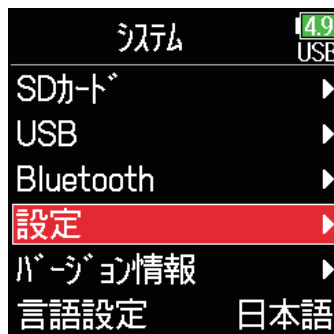 システム
4.9
USB
SDカード
USB
Bluetooth
設定
バージョン情報
言語設定 日本語